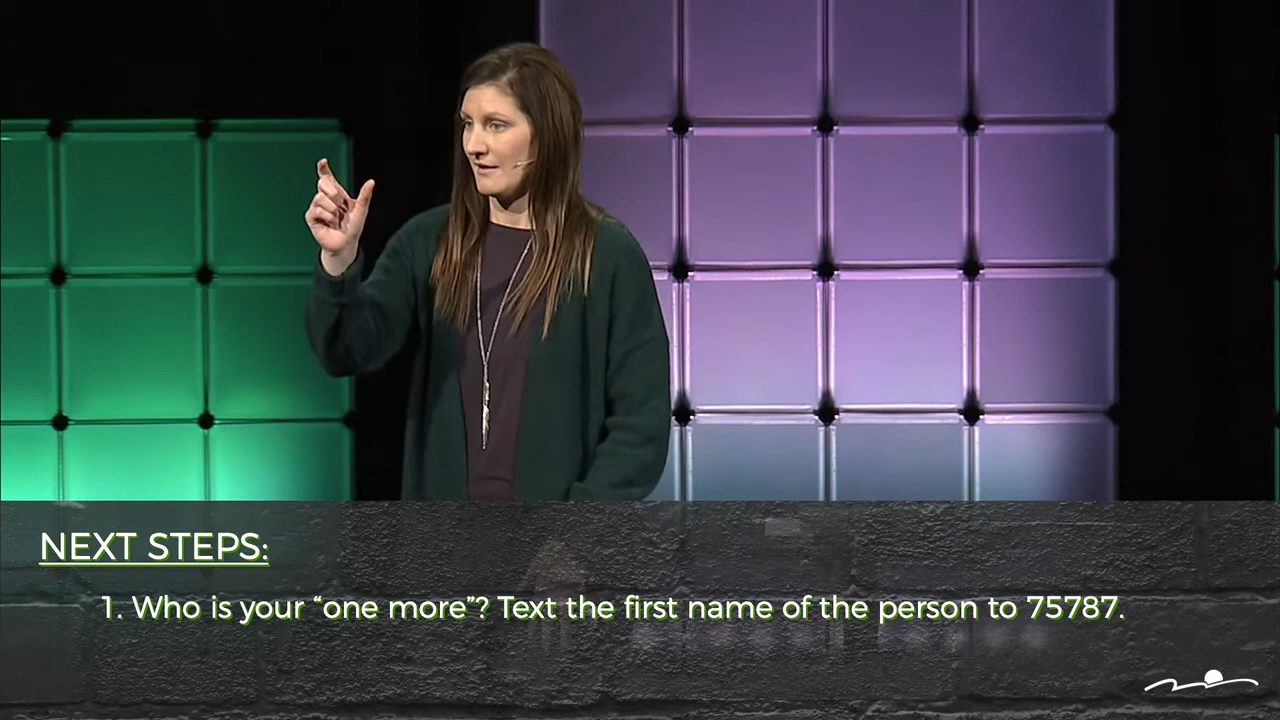 NEXT STEPS:
1. Who is your “one more”? Text the first name of the person to 75787.